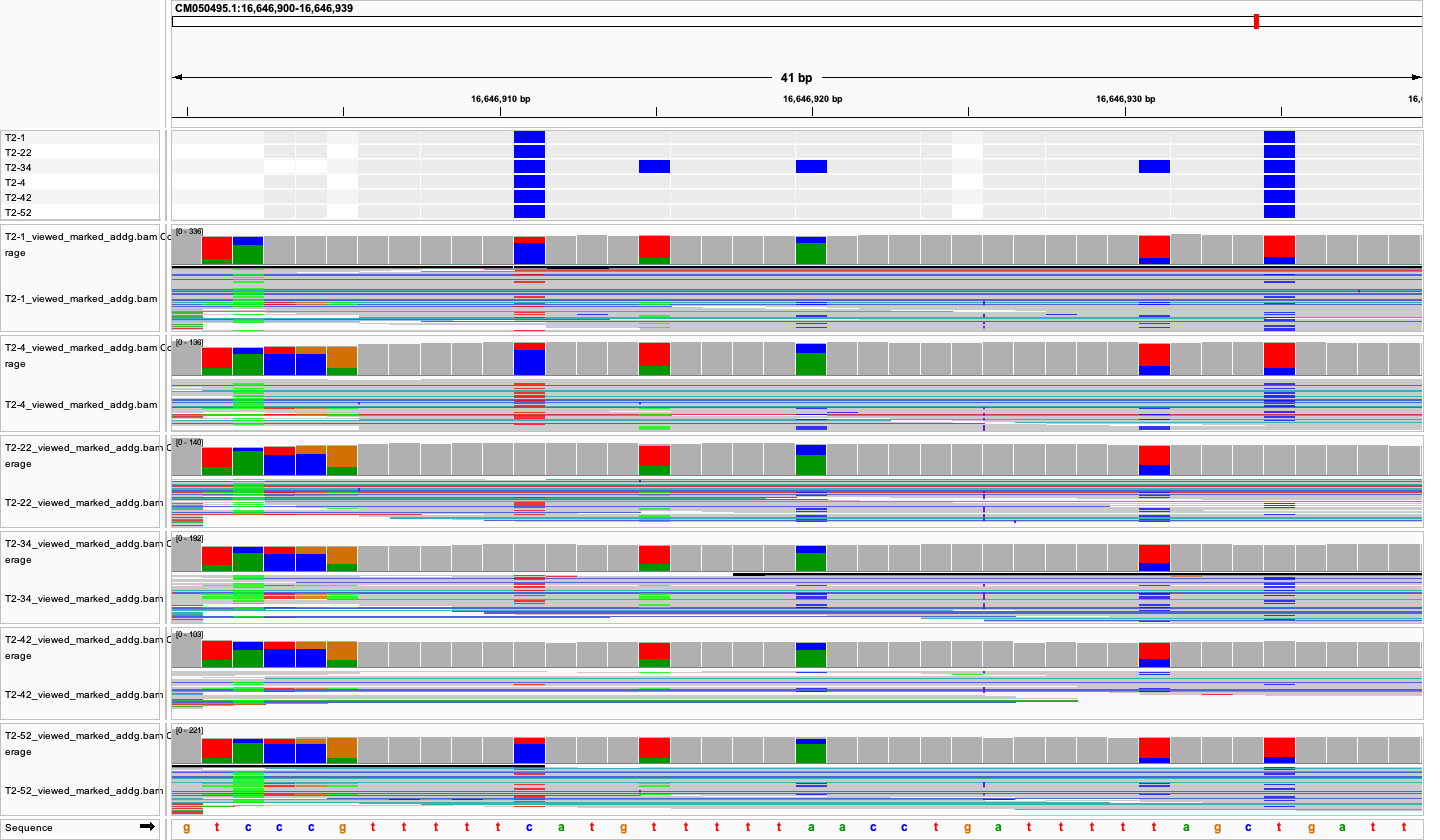 CM050495.1:16,646,900-16,646,939
41 bp
16,646,910 bp 16,646,920 bp 16,646,930 bp 16,
T2-1
T2-22
T2-34
T2-4
T2-42
T2-52
T2-1_viewed_marked_addg.bam Co [0 - 336]
rage
T2-1_viewed_marked_addg.bam
T2-4_viewed_marked_addg.bam Co [0 - 136]
rage
T2-4_viewed_marked_addg.bam
T2-22_viewed_marked_addg.bam C [0 - 140]
erage
T2-22_viewed_marked_addg.bam
T2-34_viewed_marked_addg.bam C [0 - 192]
erage
T2-34_viewed_marked_addg.bam
T2-42_viewed_marked_addg.bam C [0 - 103]
erage
T2-42_viewed_marked_addg.bam
T2-52_viewed_marked_addg.bam C [0 - 221]
erage
T2-52_viewed_marked_addg.bam
Sequence g t c c c g t t t t t c a t g t t t t t a a c c t g a t t t t t a g c t g a t t